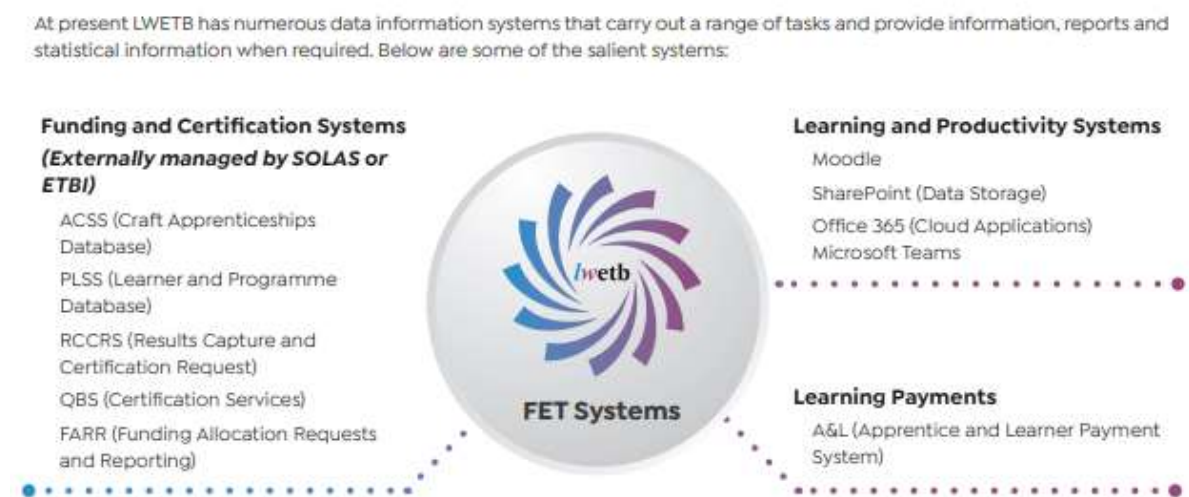 At present LWETB has numerous data information systems that carry out a range of tasks and provide information, reports and
statistical information when required. Below are some of the salient systems:
Funding and Certification Systems
(Externally managed by SOLAS or
ETBI)
ACSS (Craft Apprenticeships
Database)
PLSS (Learner and Programme
Database)
RCCRS (Results Capture and
Certification Request)
QBS (Certification Services)
FARR (Funding Allocation Requests
and Reporting)
lwetb
FET Systems
Learning and Productivity Systems
Moodle
SharePoint (Data Storage)
Office 365 (Cloud Applications)
Microsoft Teams
Learning Payments
A&L (Apprentice and Learner Payment
System)